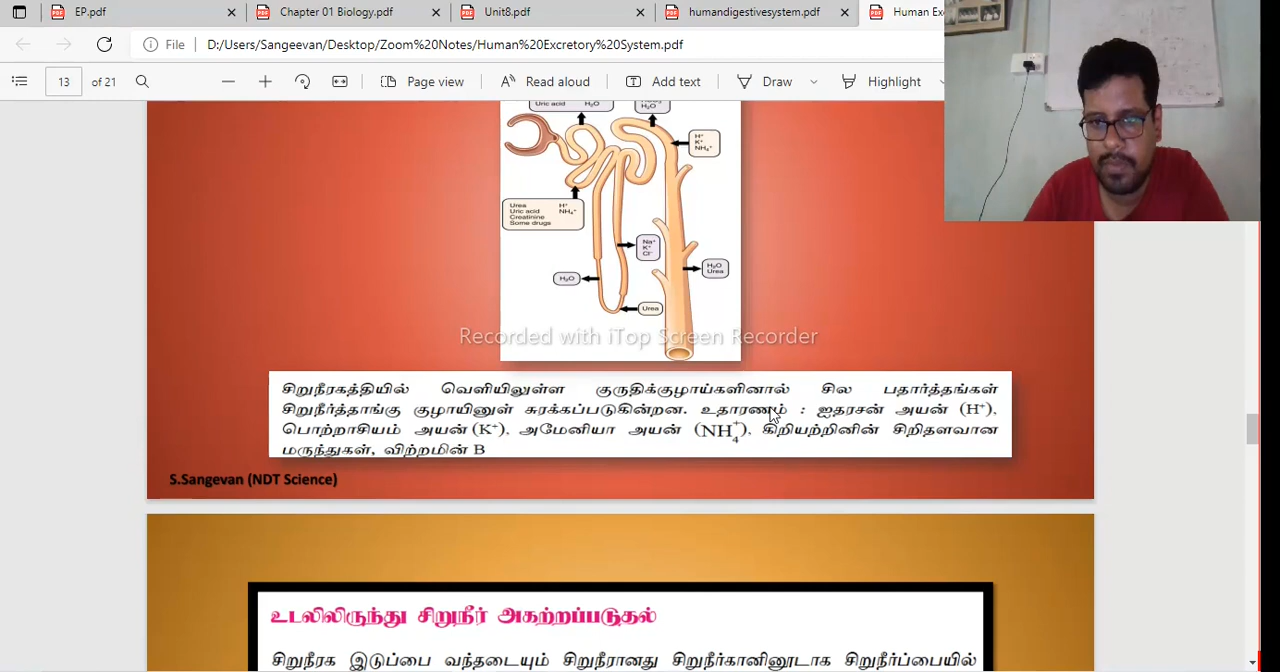 EP.pdf
Chapter 01 Biology.pdf
Unit8.pdf
humandigestivesystem.pdf
Human Ex
File
D:/Users/Sangeevan/Desktop/Zoom%20Notes/Human%20Excretory%20System.pdf
13 of 21
Page view
Read aloud
Add text
Draw
Highlight
Uric acid H₂O
H₂O
H⁺
K⁺
NH₄⁺
Urea H⁺
Uric acid NH₄⁺
Creatinine
Some drugs
Na⁺
K⁺
Cl⁻
H₂O
H₂O
Urea
Urea
Recorded with iTop Screen Recorder
சிறுநீரகத்தியில் வெளியிலுள்ள குருதிக்குழாய்களினால் சில பதார்த்தங்கள்
சிறுநீர்த்தாங்கு குழாயினுள் சுரக்கப்படுகின்றன. உதாரணம் : ஐதரசன் அயன் (H⁺),
பொற்றாசியம் அயன் (K⁺), அமேனியா அயன் (NH₄⁺), கிறியற்றினின் சிறிதளவான
மருந்துகள், விற்றமின் B
S.Sangevan (NDT Science)
உடலிலிருந்து சிறுநீர் அகற்றப்படுதல்
சிறுநீரக இடுப்பை வந்தடையும் சிறுநீரானது சிறுநீர்கானினூடாக சிறுநீர்ப்பையில்